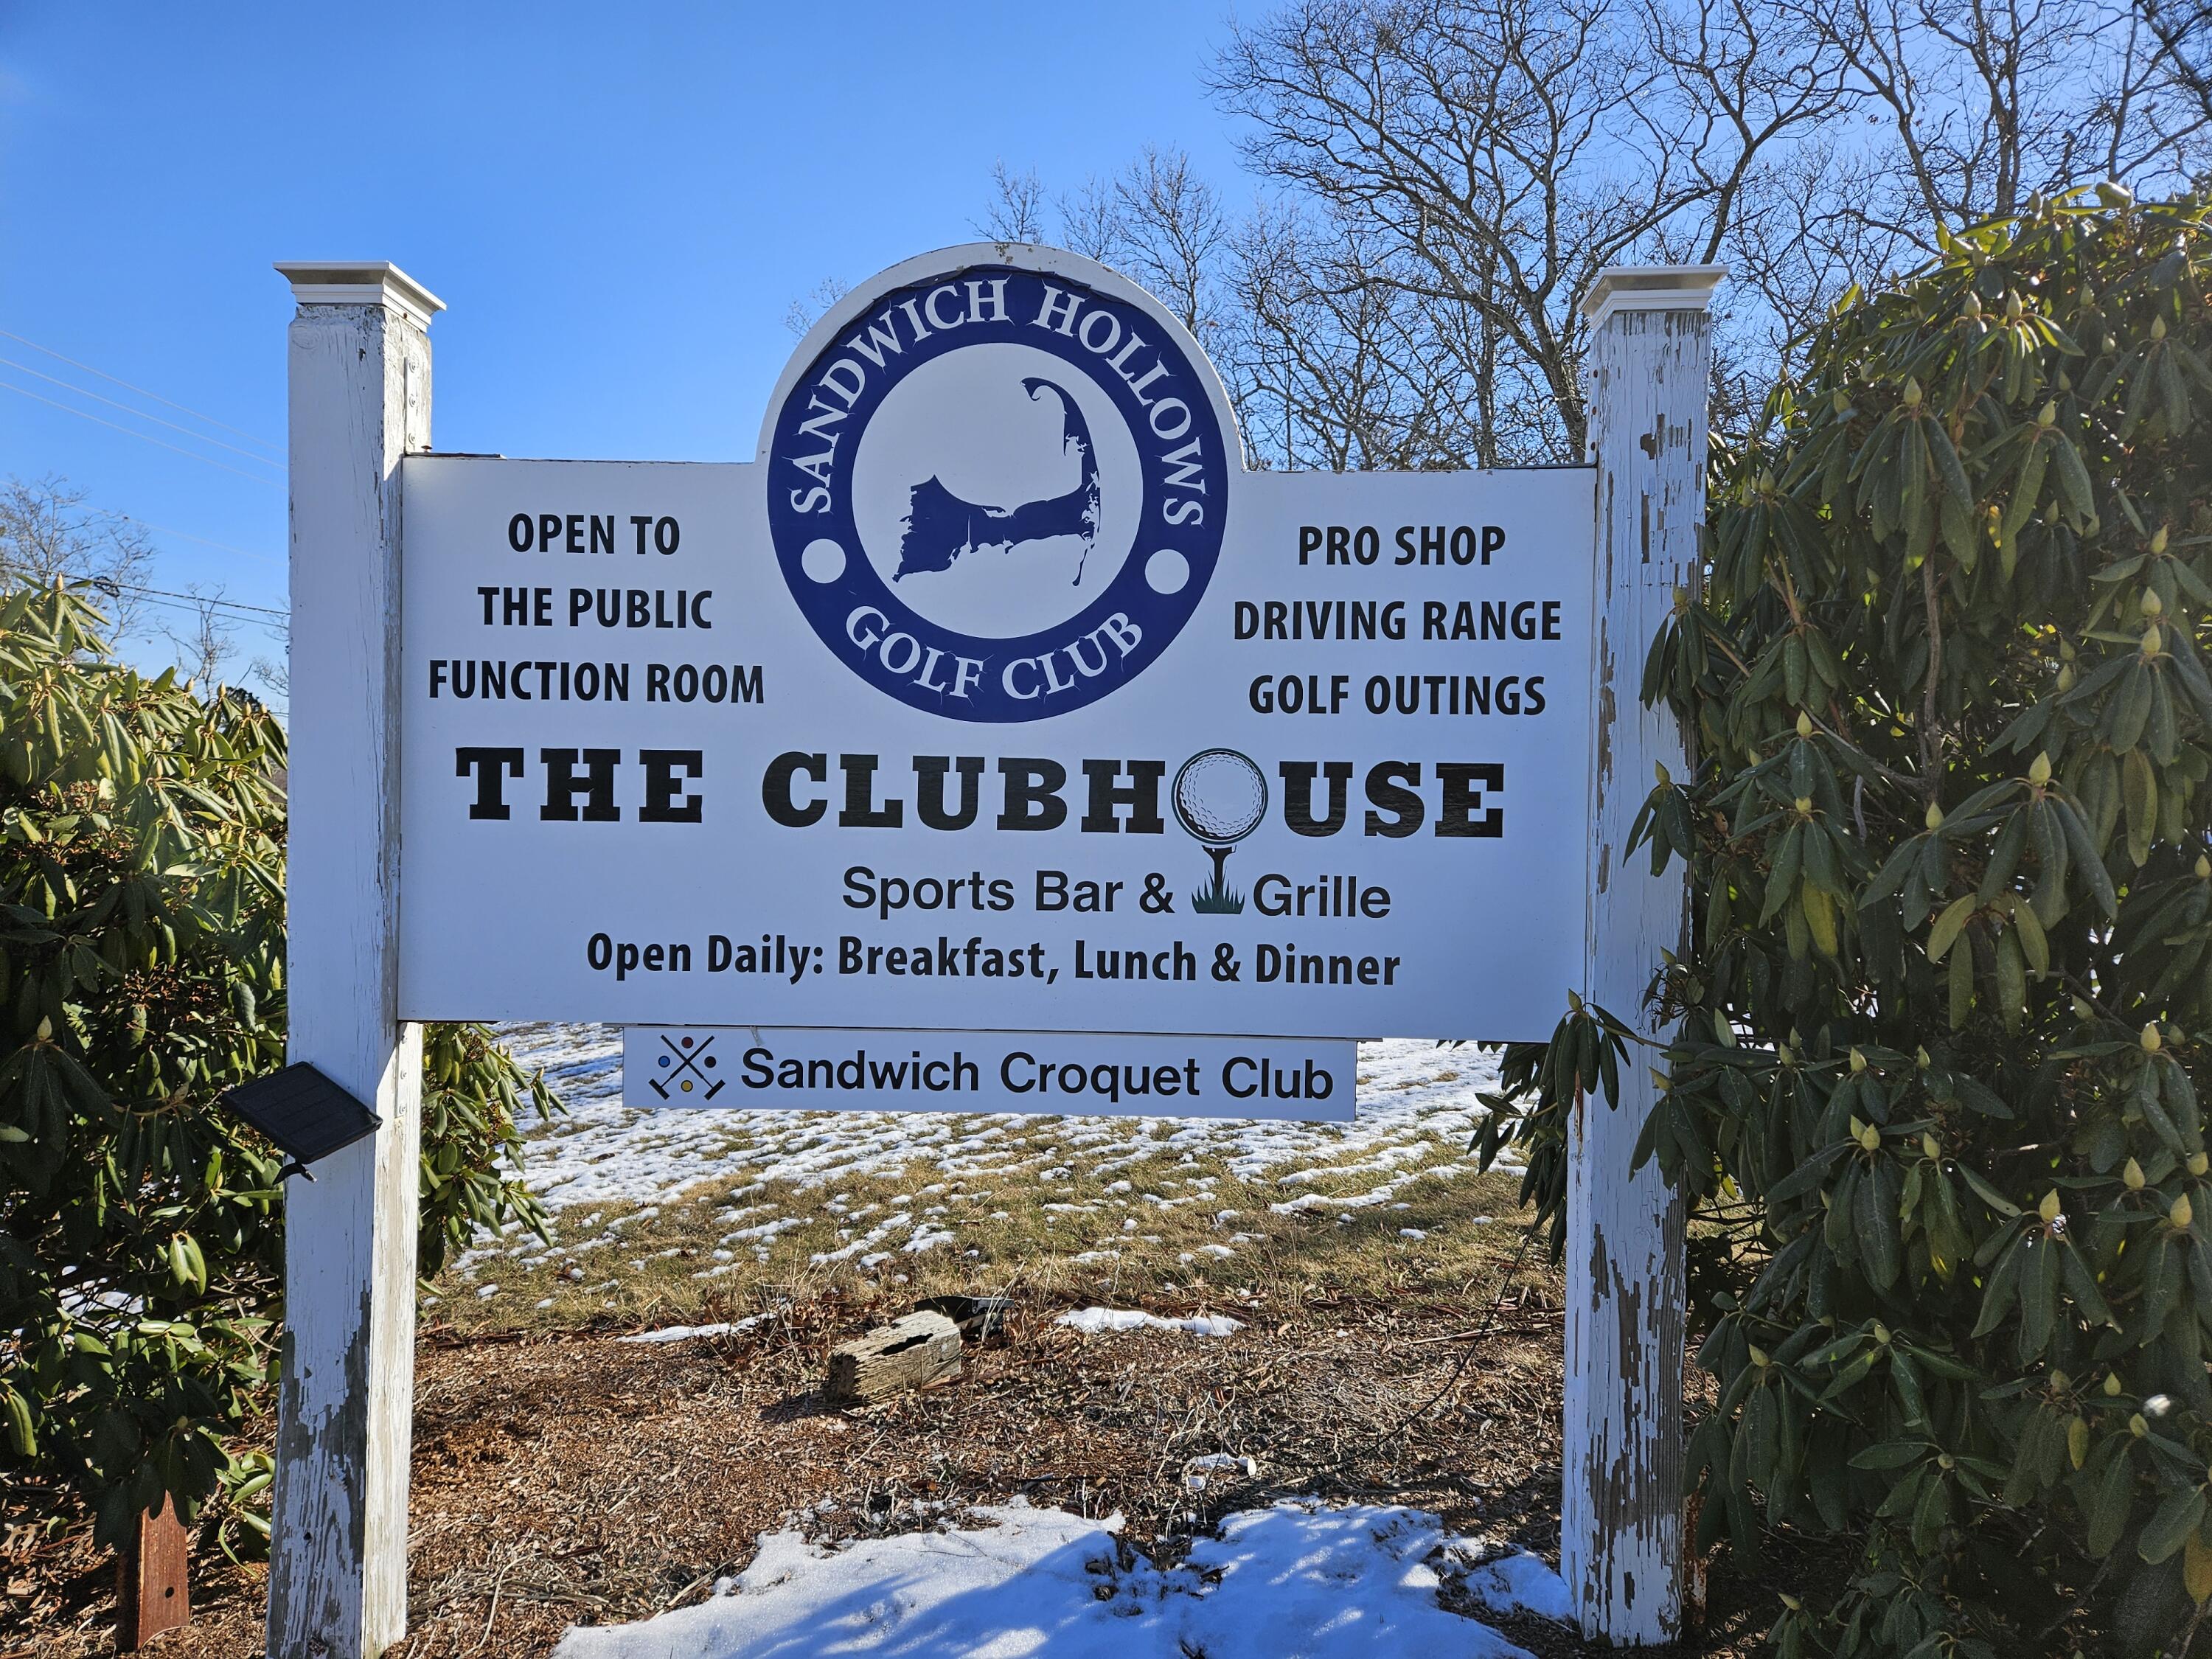 SANDWICH HOLLOWS
GOLF CLUB
OPEN TO
THE PUBLIC
FUNCTION ROOM
PRO SHOP
DRIVING RANGE
GOLF OUTINGS
THE CLUBHOUSE
Sports Bar & Grille
Open Daily: Breakfast, Lunch & Dinner
Sandwich Croquet Club